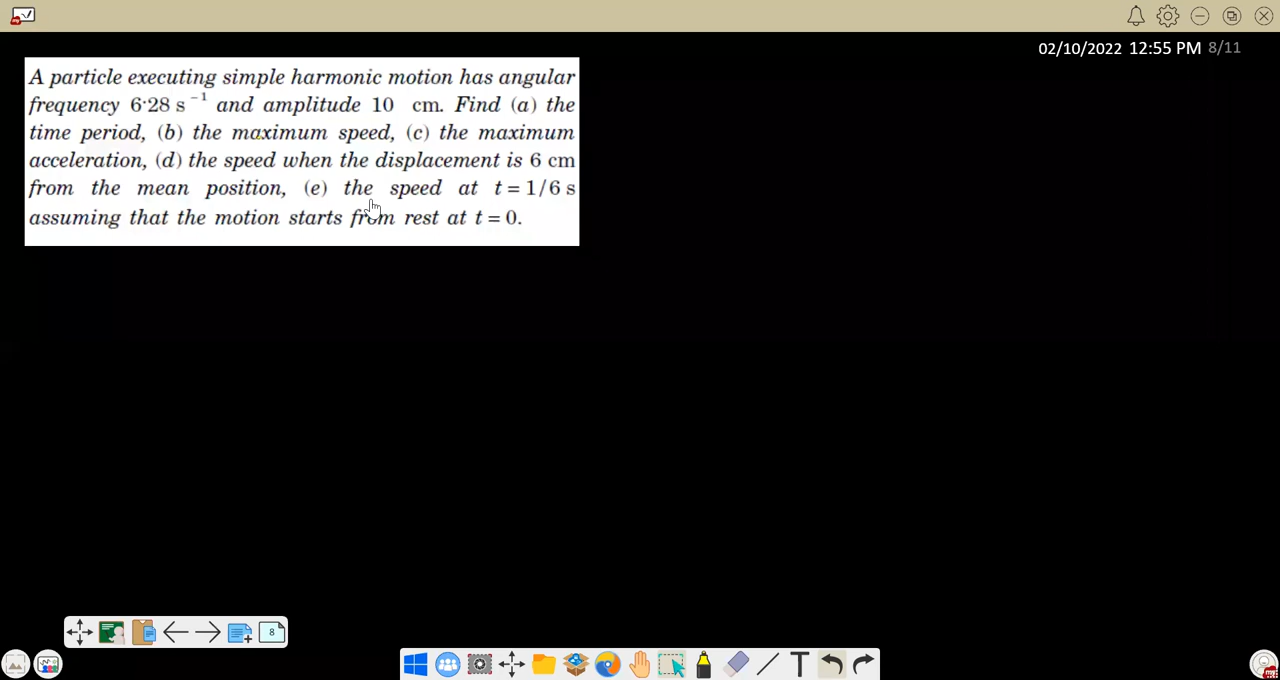 02/10/2022 12:55 PM 8/11
A particle executing simple harmonic motion has angular
frequency 6·28 s⁻¹ and amplitude 10 cm. Find (a) the
time period, (b) the maximum speed, (c) the maximum
acceleration, (d) the speed when the displacement is 6 cm
from the mean position, (e) the speed at t = 1/6 s
assuming that the motion starts from rest at t = 0.
8